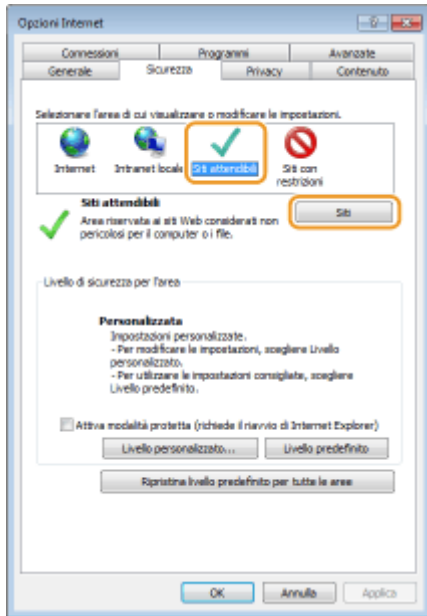 Opzioni Internet
Connessioni Programmi Avanzate
Generale Sicurezza Privacy Contenuto
Selezionare l'area di cui visualizzare o modificare le impostazioni.
Internet Intranet locale Siti attendibili Siti con
restrizioni
Siti attendibili
Siti
Area riservata ai siti Web considerati non
pericolosi per il computer o i file.
Livello di sicurezza per l'area
Personalizzata
Impostazioni personalizzate.
- Per modificare le impostazioni, scegliere Livello
personalizzato.
- Per utilizzare le impostazioni consigliate, scegliere
Livello predefinito.
Attiva modalità protetta (richiede il riavvio di Internet Explorer)
Livello personalizzato... Livello predefinito
Ripristina livello predefinito per tutte le aree
OK Annulla Applica